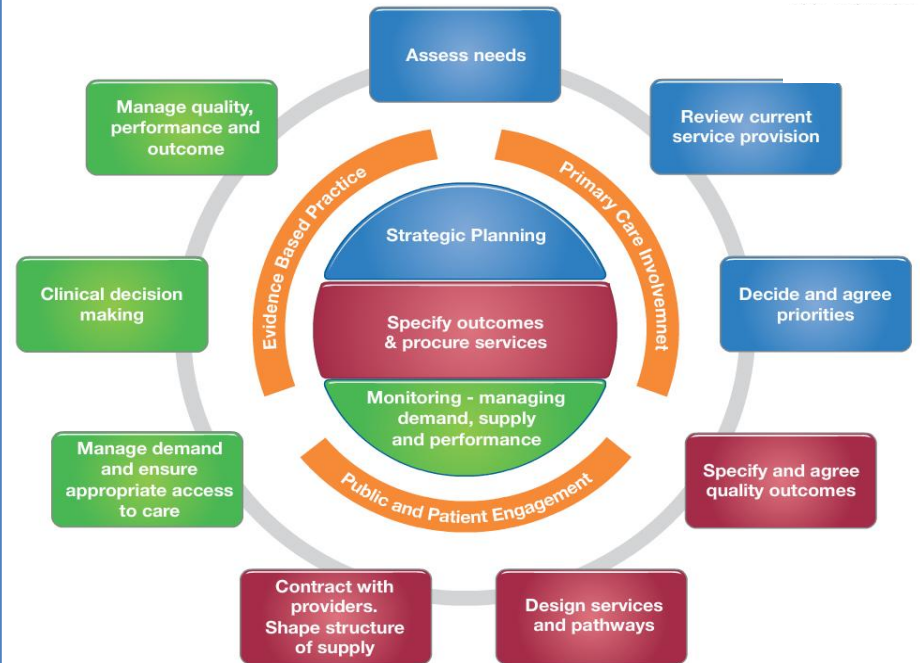 Assess needs
Manage quality,
performance and
outcome
Review current
service provision
Evidence Based Practice
Primary Care Involvemnet
Strategic Planning
Clinical decision
making
Specify outcomes
& procure services
Decide and agree
priorities
Monitoring - managing
demand, supply
and performance
Manage demand
and ensure
appropriate access
to care
Specify and agree
quality outcomes
Public and Patient Engagement
Contract with
providers.
Shape structure
of supply
Design services
and pathways